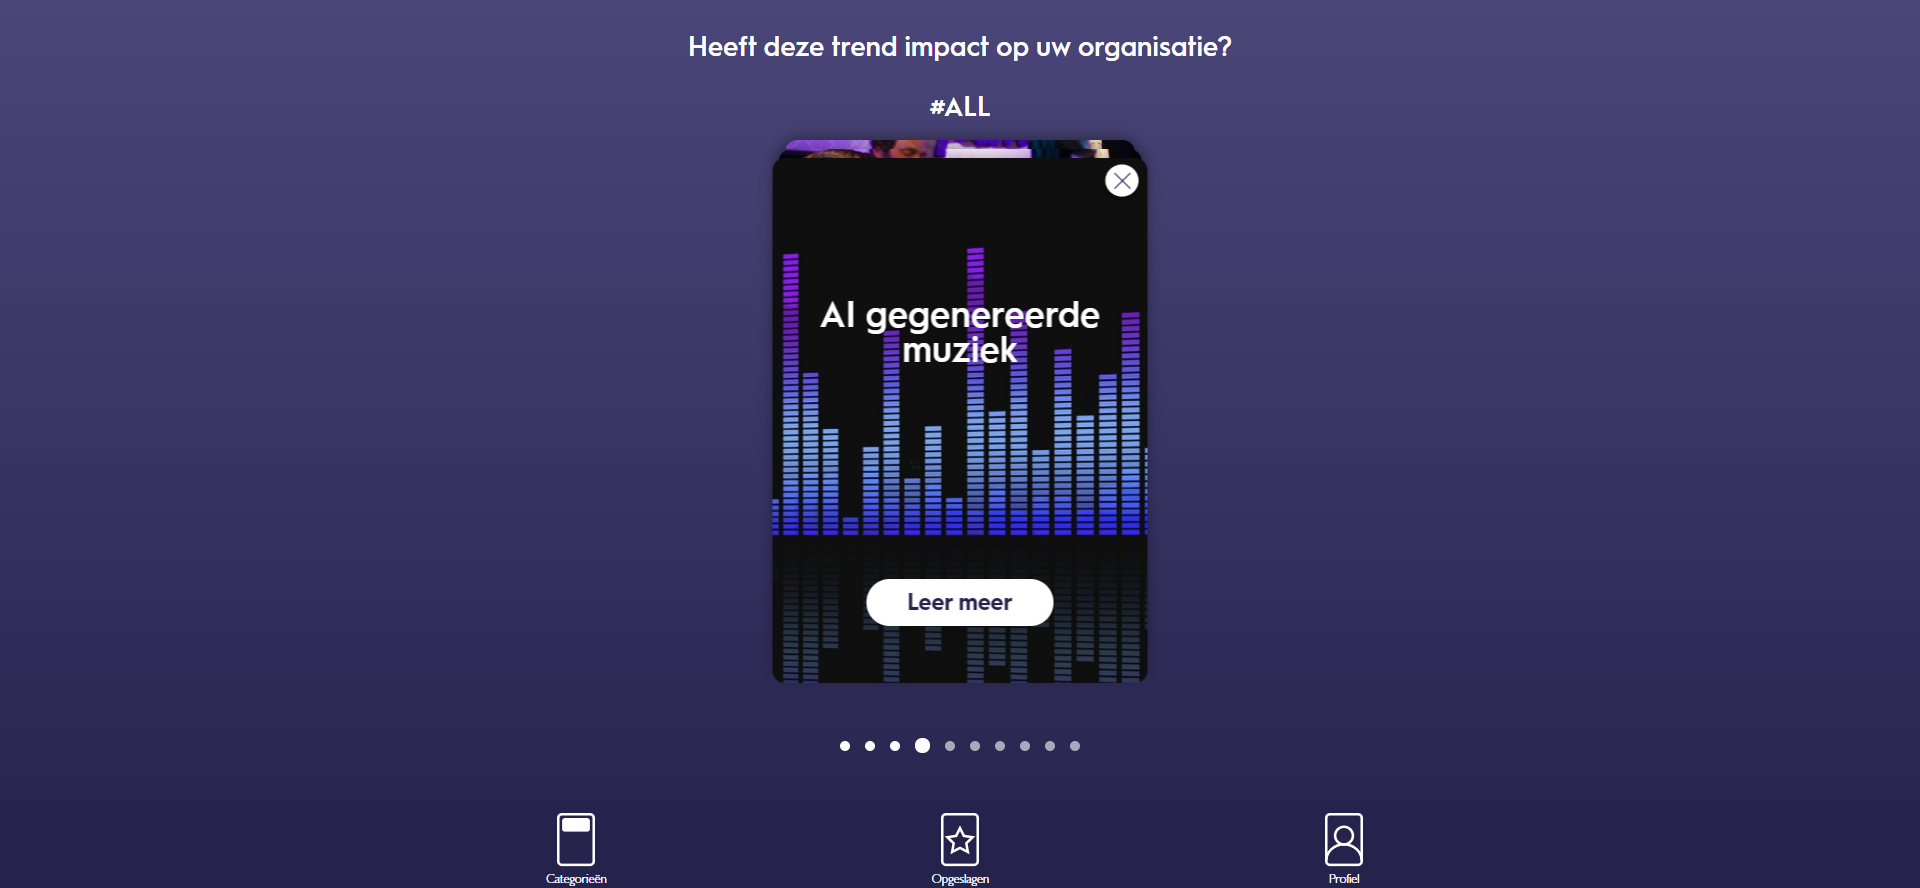 Heeft deze trend impact op uw organisatie?
#ALL
AI gegenereerde
muziek
Leer meer
Categorieën
Opgeslagen
Profiel